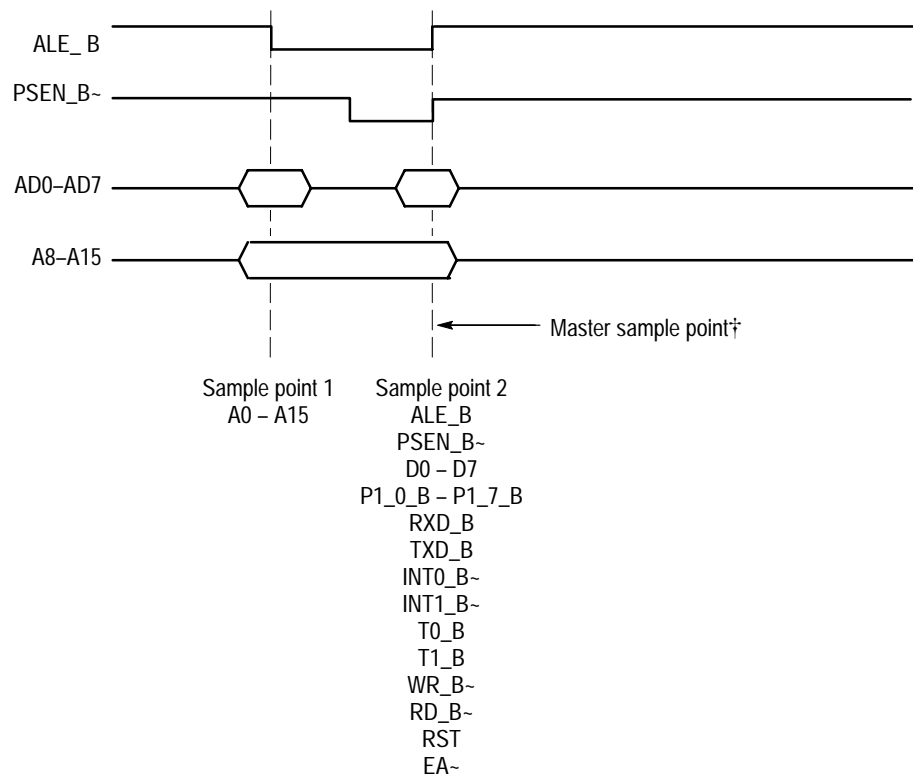 ALE_ B
PSEN_B~
AD0–AD7
A8–A15
Master sample point†
Sample point 1
A0 – A15
Sample point 2
ALE_B
PSEN_B~
D0 – D7
P1_0_B – P1_7_B
RXD_B
TXD_B
INT0_B~
INT1_B~
T0_B
T1_B
WR_B~
RD_B~
RST
EA~